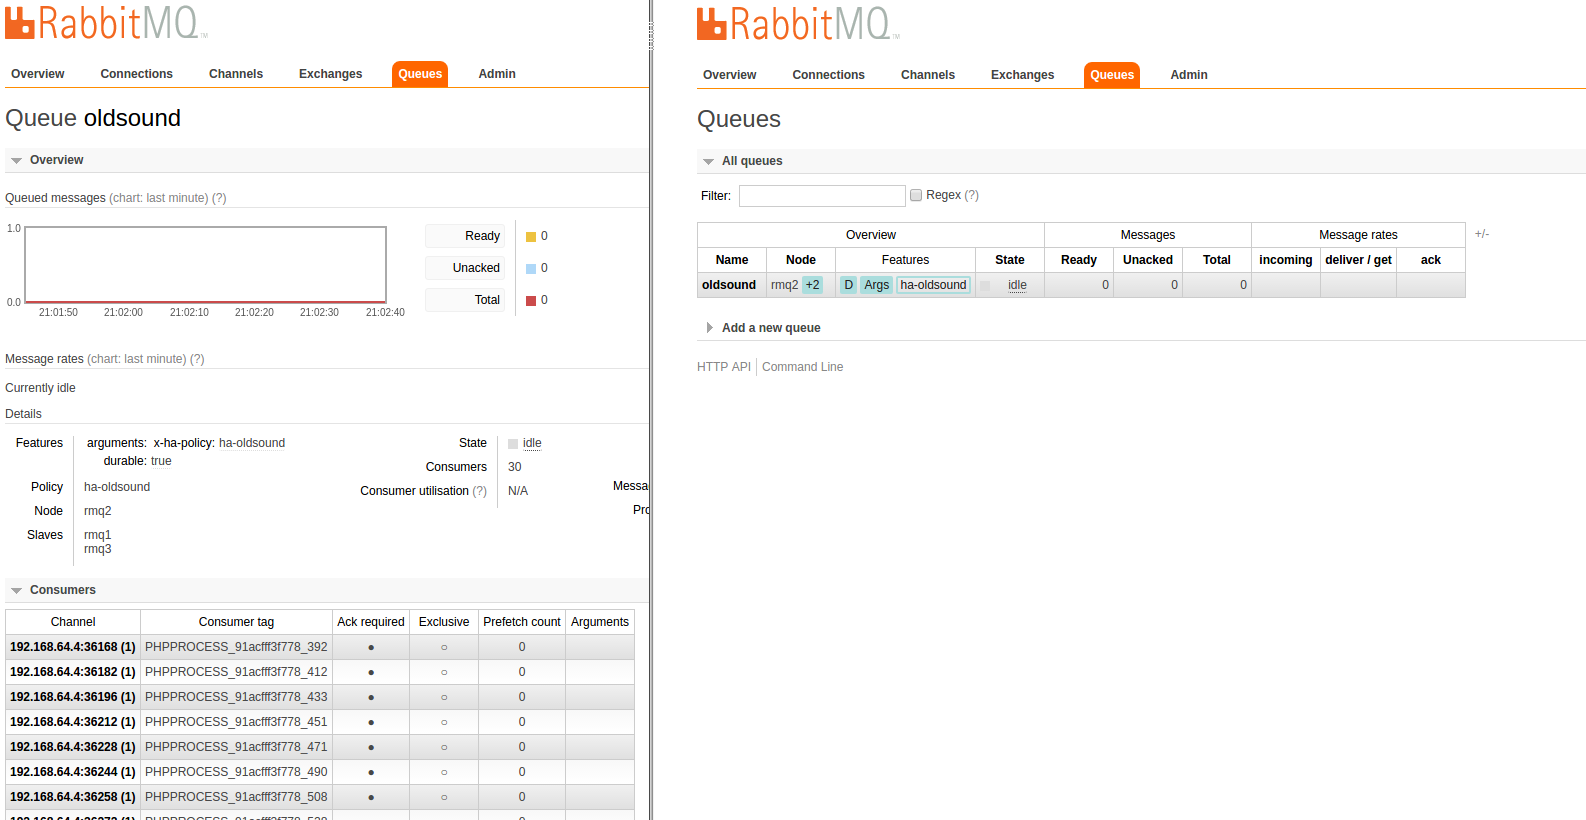 RabbitMQ TM
Overview Connections Channels Exchanges Queues Admin
Queue oldsound
Overview
Queued messages (chart: last minute) (?)
1.0
0.0
21:01:50 21:02:00 21:02:10 21:02:20 21:02:30 21:02:40
Ready 0
Unacked 0
Total 0
Message rates (chart: last minute) (?)
Currently idle
Details
Features arguments: x-ha-policy: ha-oldsound
durable: true
Policy ha-oldsound
Node rmq2
Slaves rmq1
rmq3
State idle
Consumers 30
Consumer utilisation (?) N/A
Messa
Pro
Consumers
Channel Consumer tag Ack required Exclusive Prefetch count Arguments
192.168.64.4:36168 (1) PHPPROCESS_91acfff3f778_392 ● ○ 0
192.168.64.4:36182 (1) PHPPROCESS_91acfff3f778_412 ● ○ 0
192.168.64.4:36196 (1) PHPPROCESS_91acfff3f778_433 ● ○ 0
192.168.64.4:36212 (1) PHPPROCESS_91acfff3f778_451 ● ○ 0
192.168.64.4:36228 (1) PHPPROCESS_91acfff3f778_471 ● ○ 0
192.168.64.4:36244 (1) PHPPROCESS_91acfff3f778_490 ● ○ 0
192.168.64.4:36258 (1) PHPPROCESS_91acfff3f778_508 ● ○ 0
RabbitMQ TM
Overview Connections Channels Exchanges Queues Admin
Queues
All queues
Filter: Regex (?)
Overview Messages Message rates +/-
Name Node Features State Ready Unacked Total incoming deliver / get ack
oldsound rmq2 +2 D Args ha-oldsound idle 0 0 0
Add a new queue
HTTP API Command Line